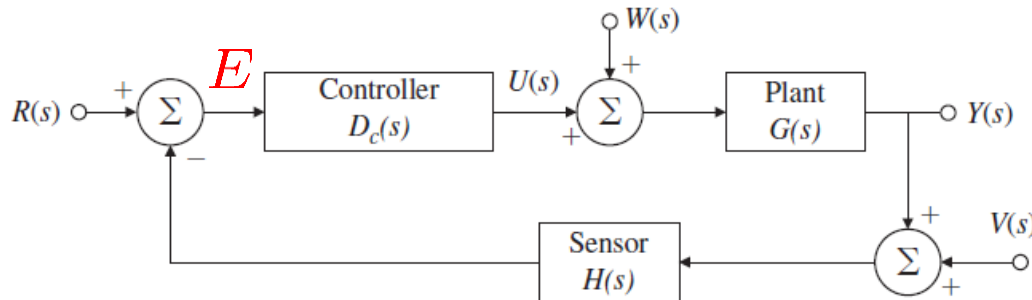 W(s)
+
E
R(s)
+
Σ
−
Controller
D_c(s)
U(s)
+
Σ
Plant
G(s)
Y(s)
Sensor
H(s)
+
Σ
+
V(s)